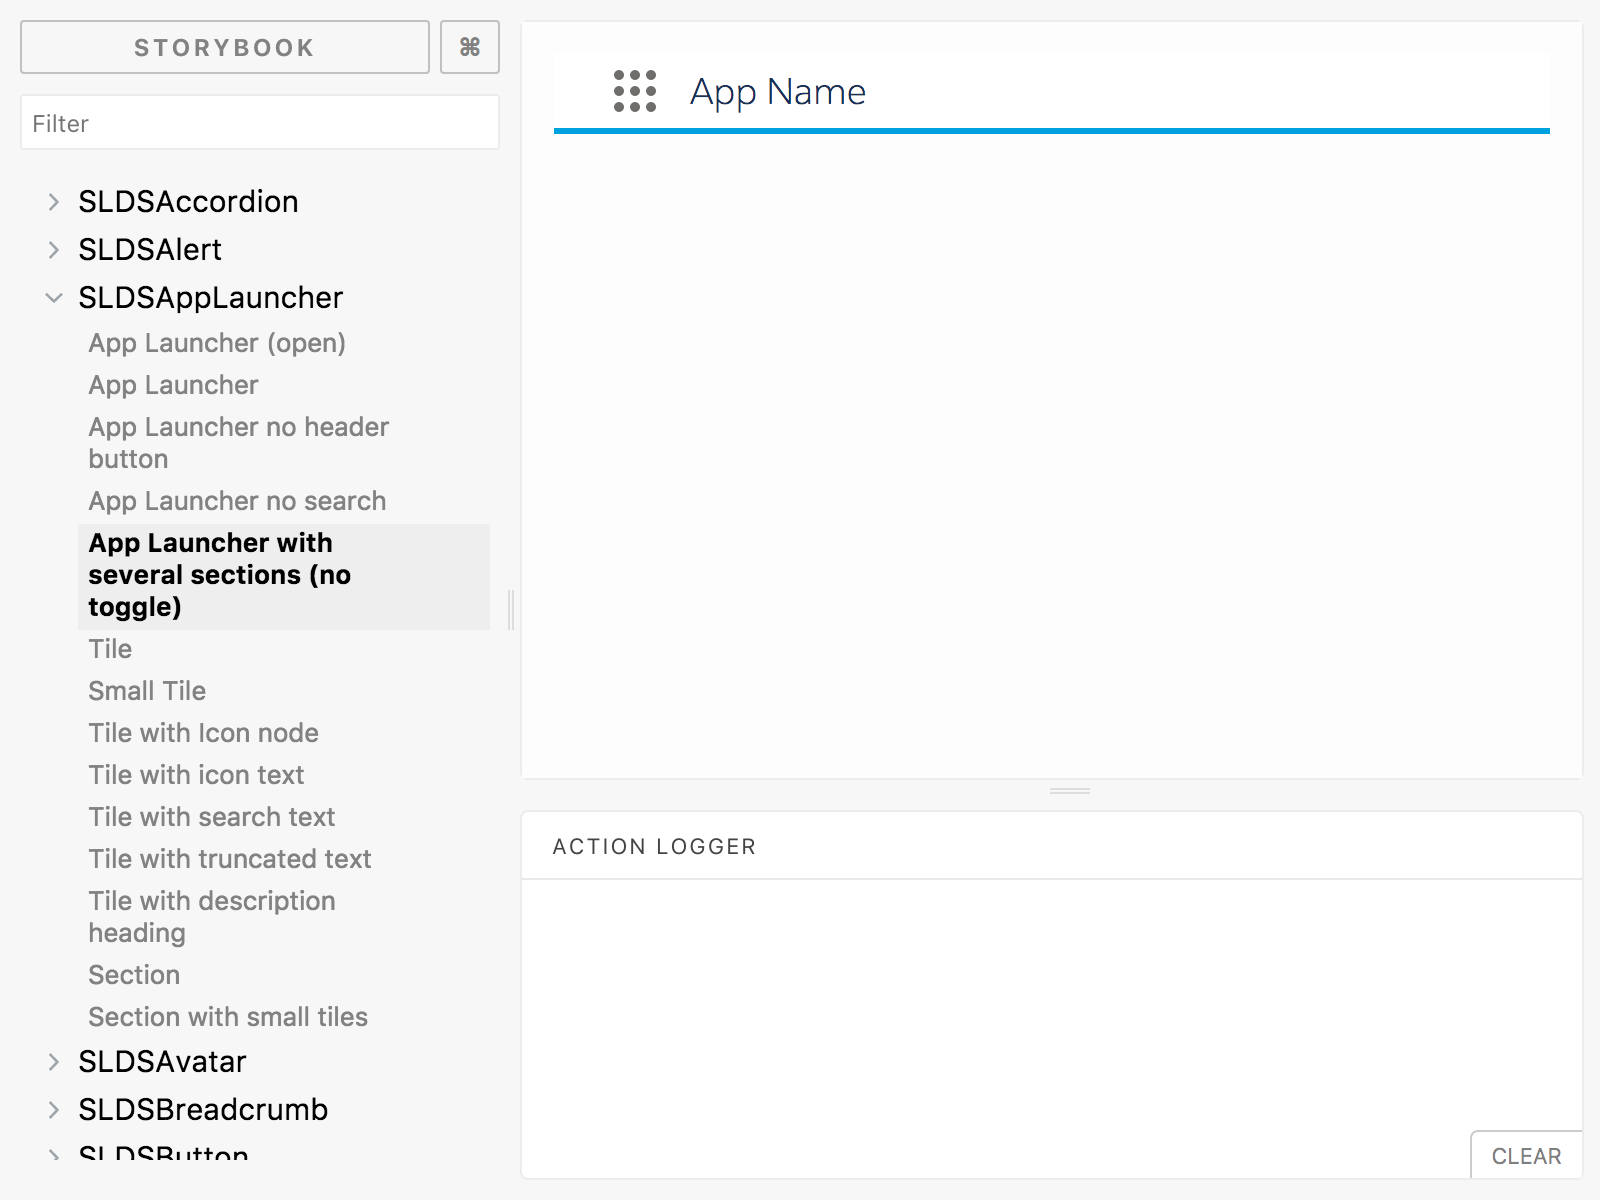 STORYBOOK
⌘
Filter
SLDSAccordion
SLDSAlert
SLDSAppLauncher
App Launcher (open)
App Launcher
App Launcher no header
button
App Launcher no search
App Launcher with
several sections (no
toggle)
Tile
Small Tile
Tile with Icon node
Tile with icon text
Tile with search text
Tile with truncated text
Tile with description
heading
Section
Section with small tiles
SLDSAvatar
SLDSBreadcrumb
SLDSButton
App Name
ACTION LOGGER
CLEAR